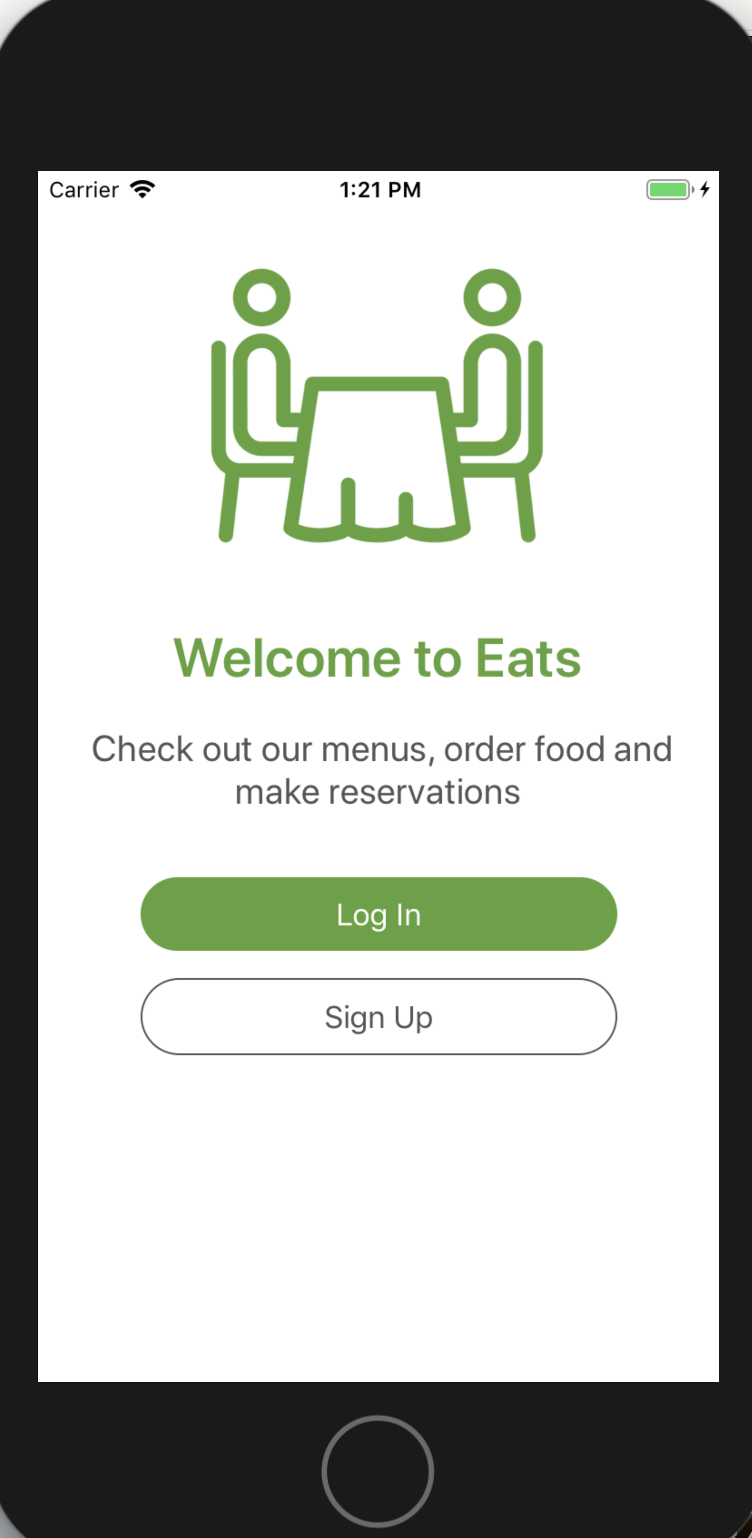 Carrier 1:21 PM
Welcome to Eats
Check out our menus, order food and
make reservations
Log In
Sign Up